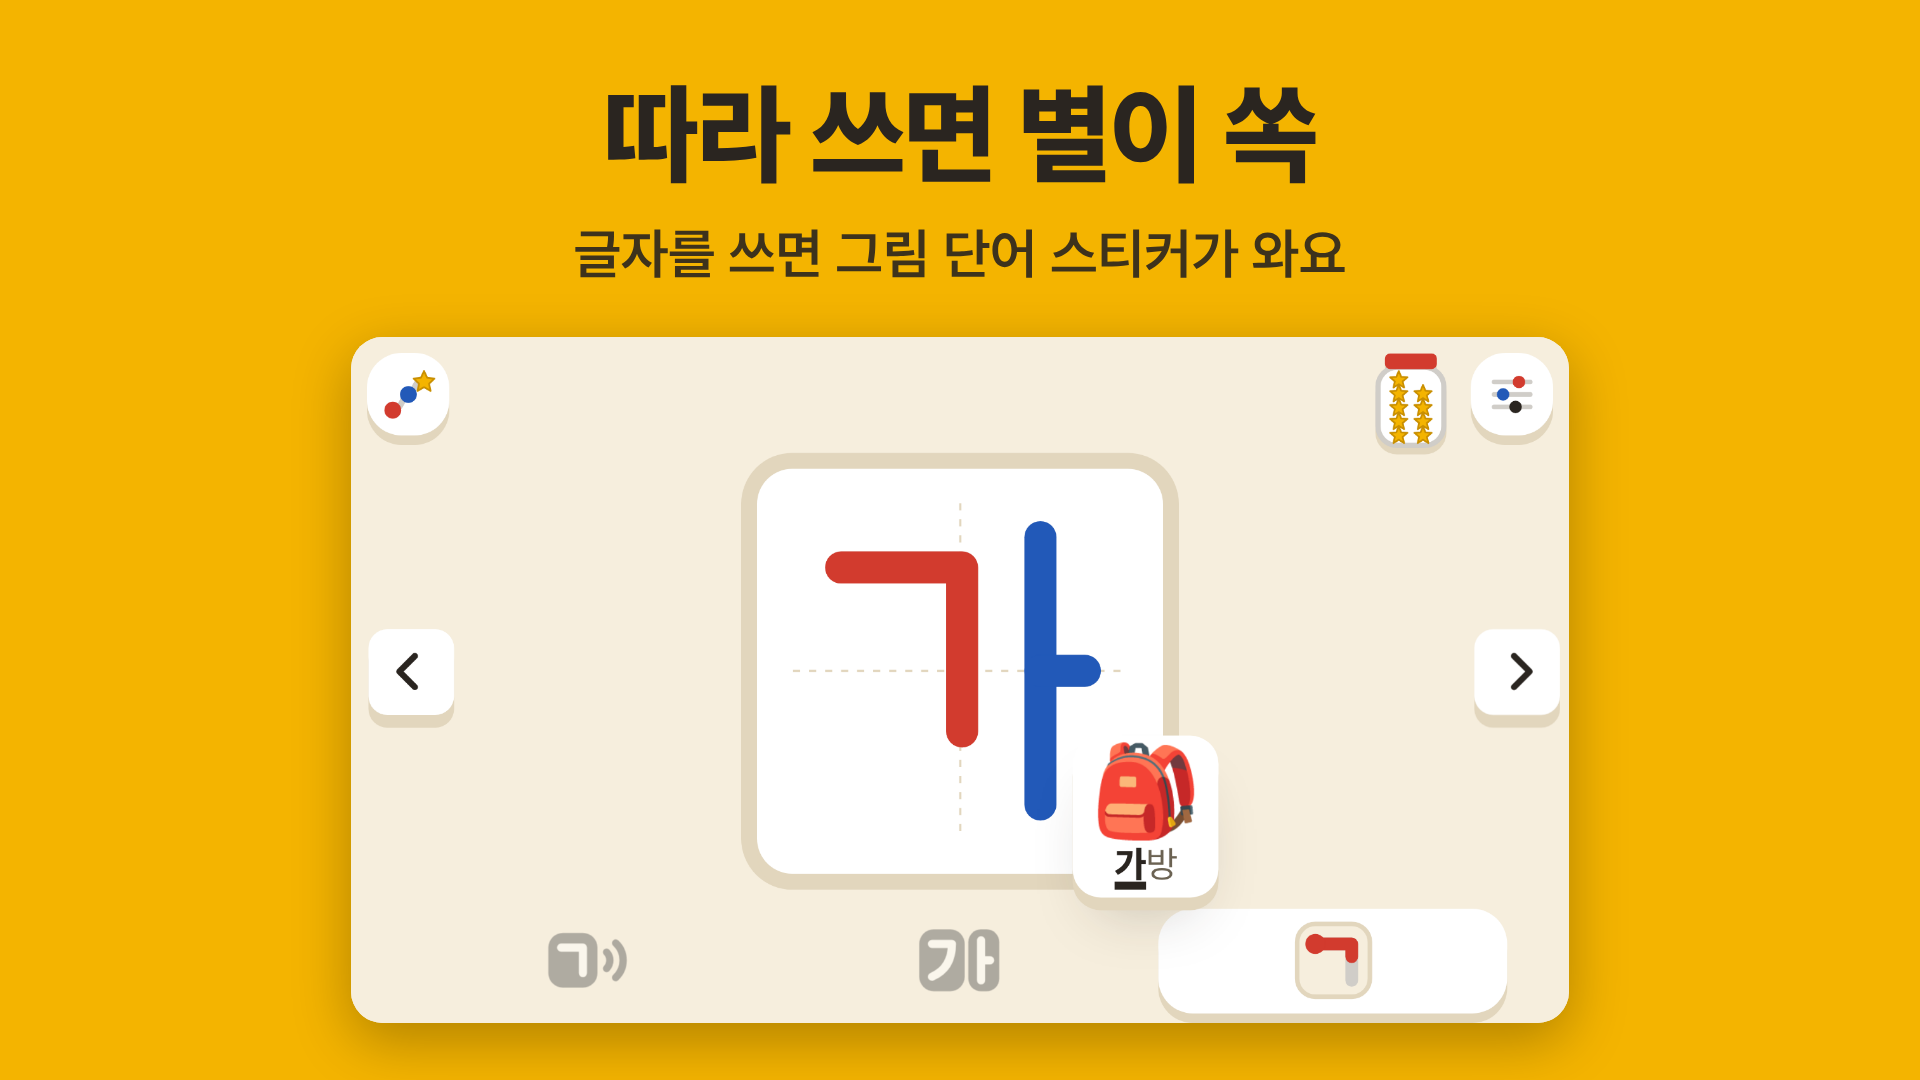 따라 쓰면 별이 쏙
글자를 쓰면 그림 단어 스티커가 와요
가
가방
ㄱ
가
ㄱ